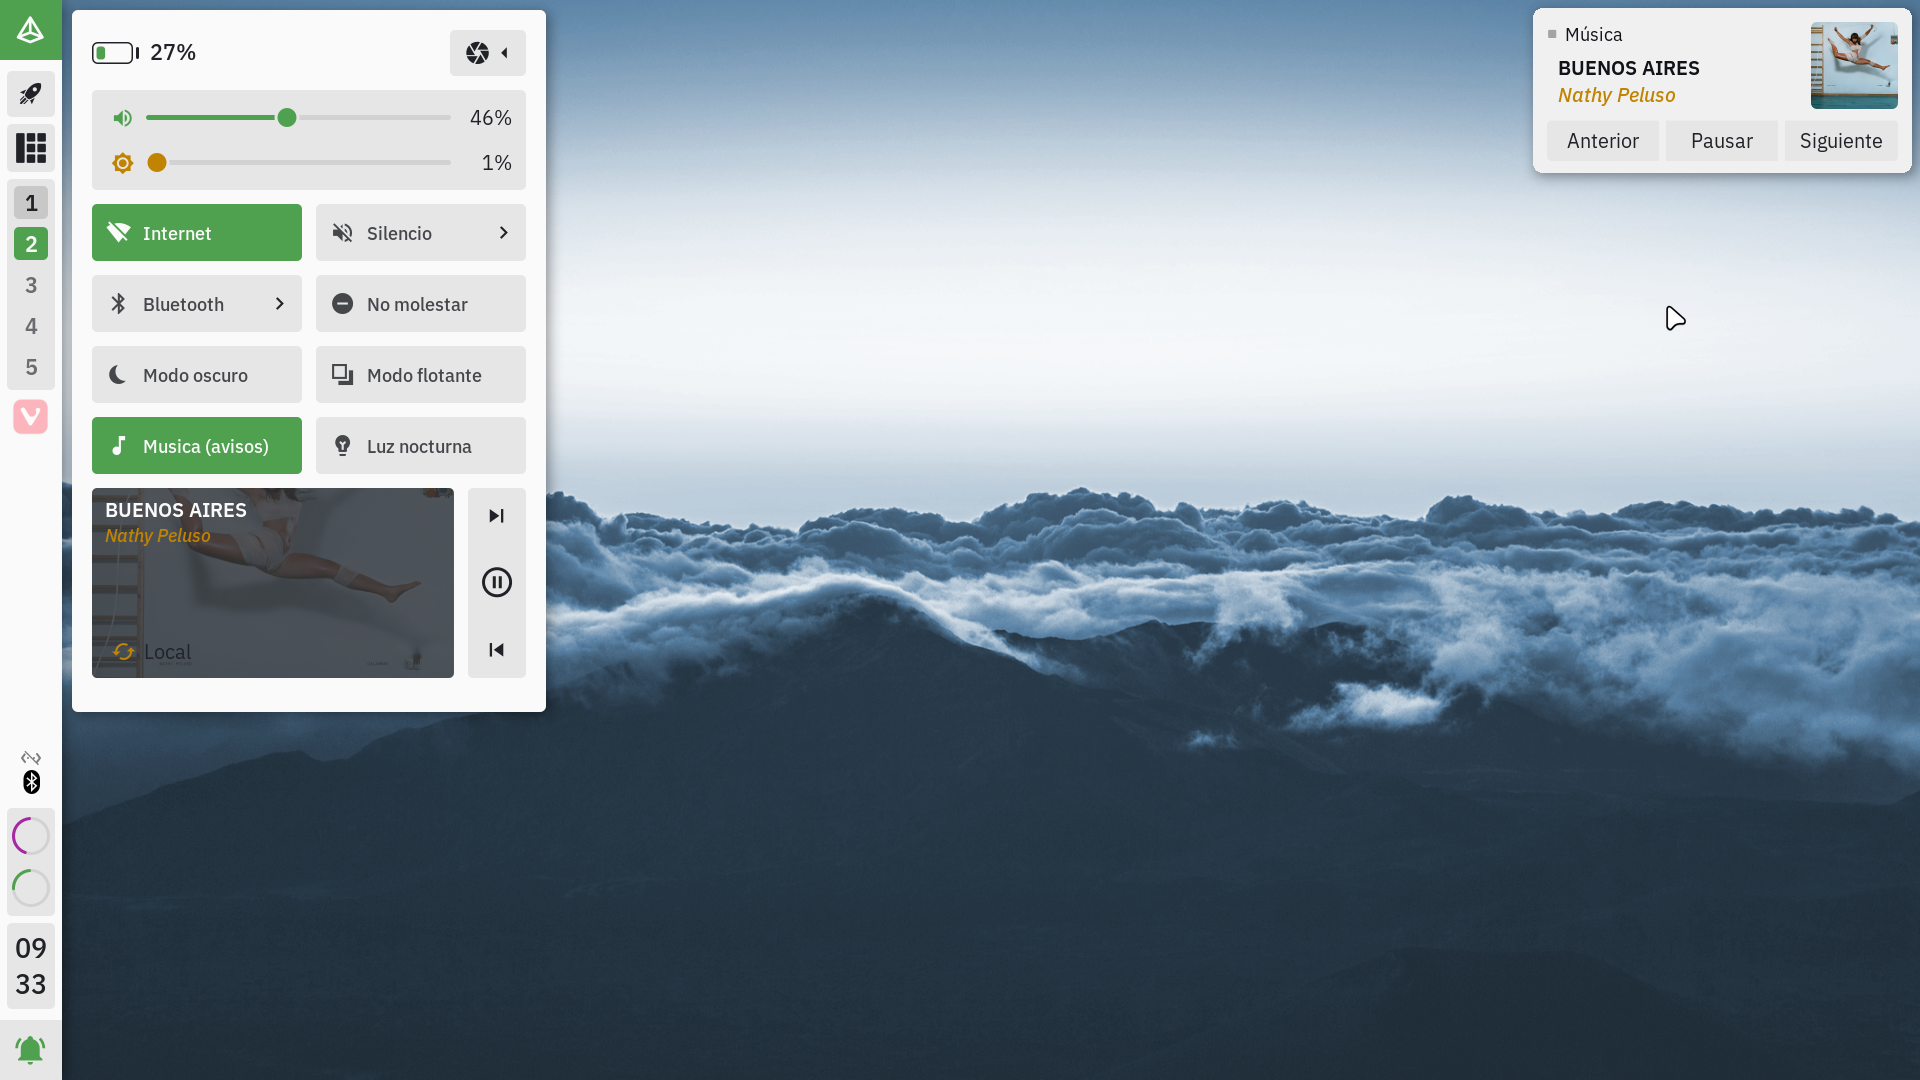 27%
46%
1%
Internet
Silencio
Bluetooth
No molestar
Modo oscuro
Modo flotante
Musica (avisos)
Luz nocturna
BUENOS AIRES
Nathy Peluso
Local
1
2
3
4
5
09
33
Música
BUENOS AIRES
Nathy Peluso
Anterior
Pausar
Siguiente